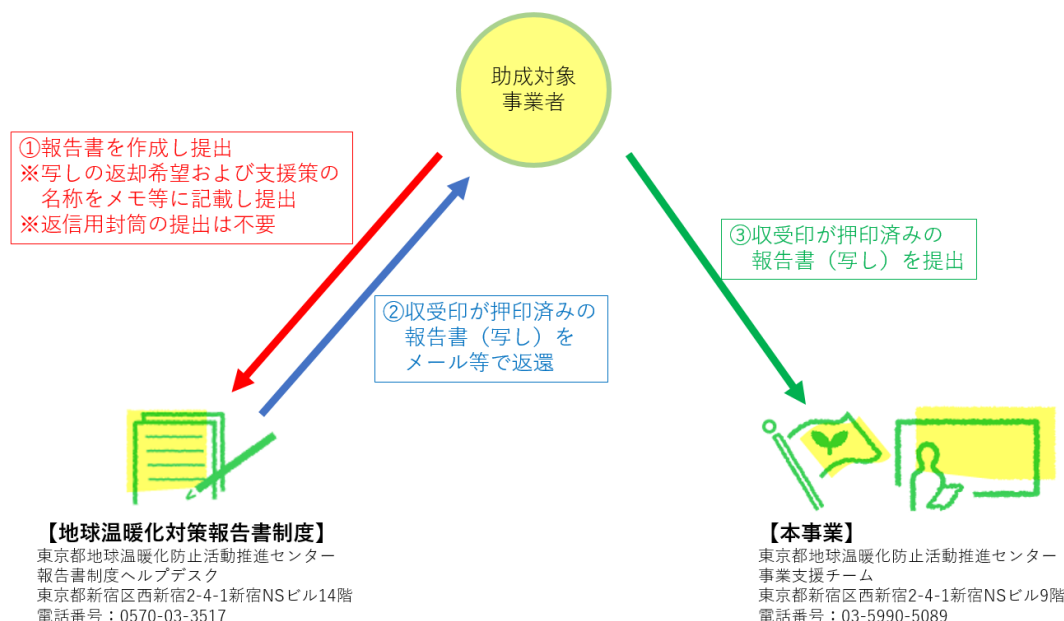 助成対象
事業者
①報告書を作成し提出
※写しの返却希望および支援策の
名称をメモ等に記載し提出
※返信用封筒の提出は不要
②収受印が押印済みの
報告書（写し）を
メール等で返還
③収受印が押印済みの
報告書（写し）を提出
【地球温暖化対策報告書制度】
東京都地球温暖化防止活動推進センター
報告書制度ヘルプデスク
東京都新宿区西新宿2-4-1新宿NSビル14階
電話番号：0570-03-3517
【本事業】
東京都地球温暖化防止活動推進センター
事業支援チーム
東京都新宿区西新宿2-4-1新宿NSビル9階
電話番号：03-5990-5089